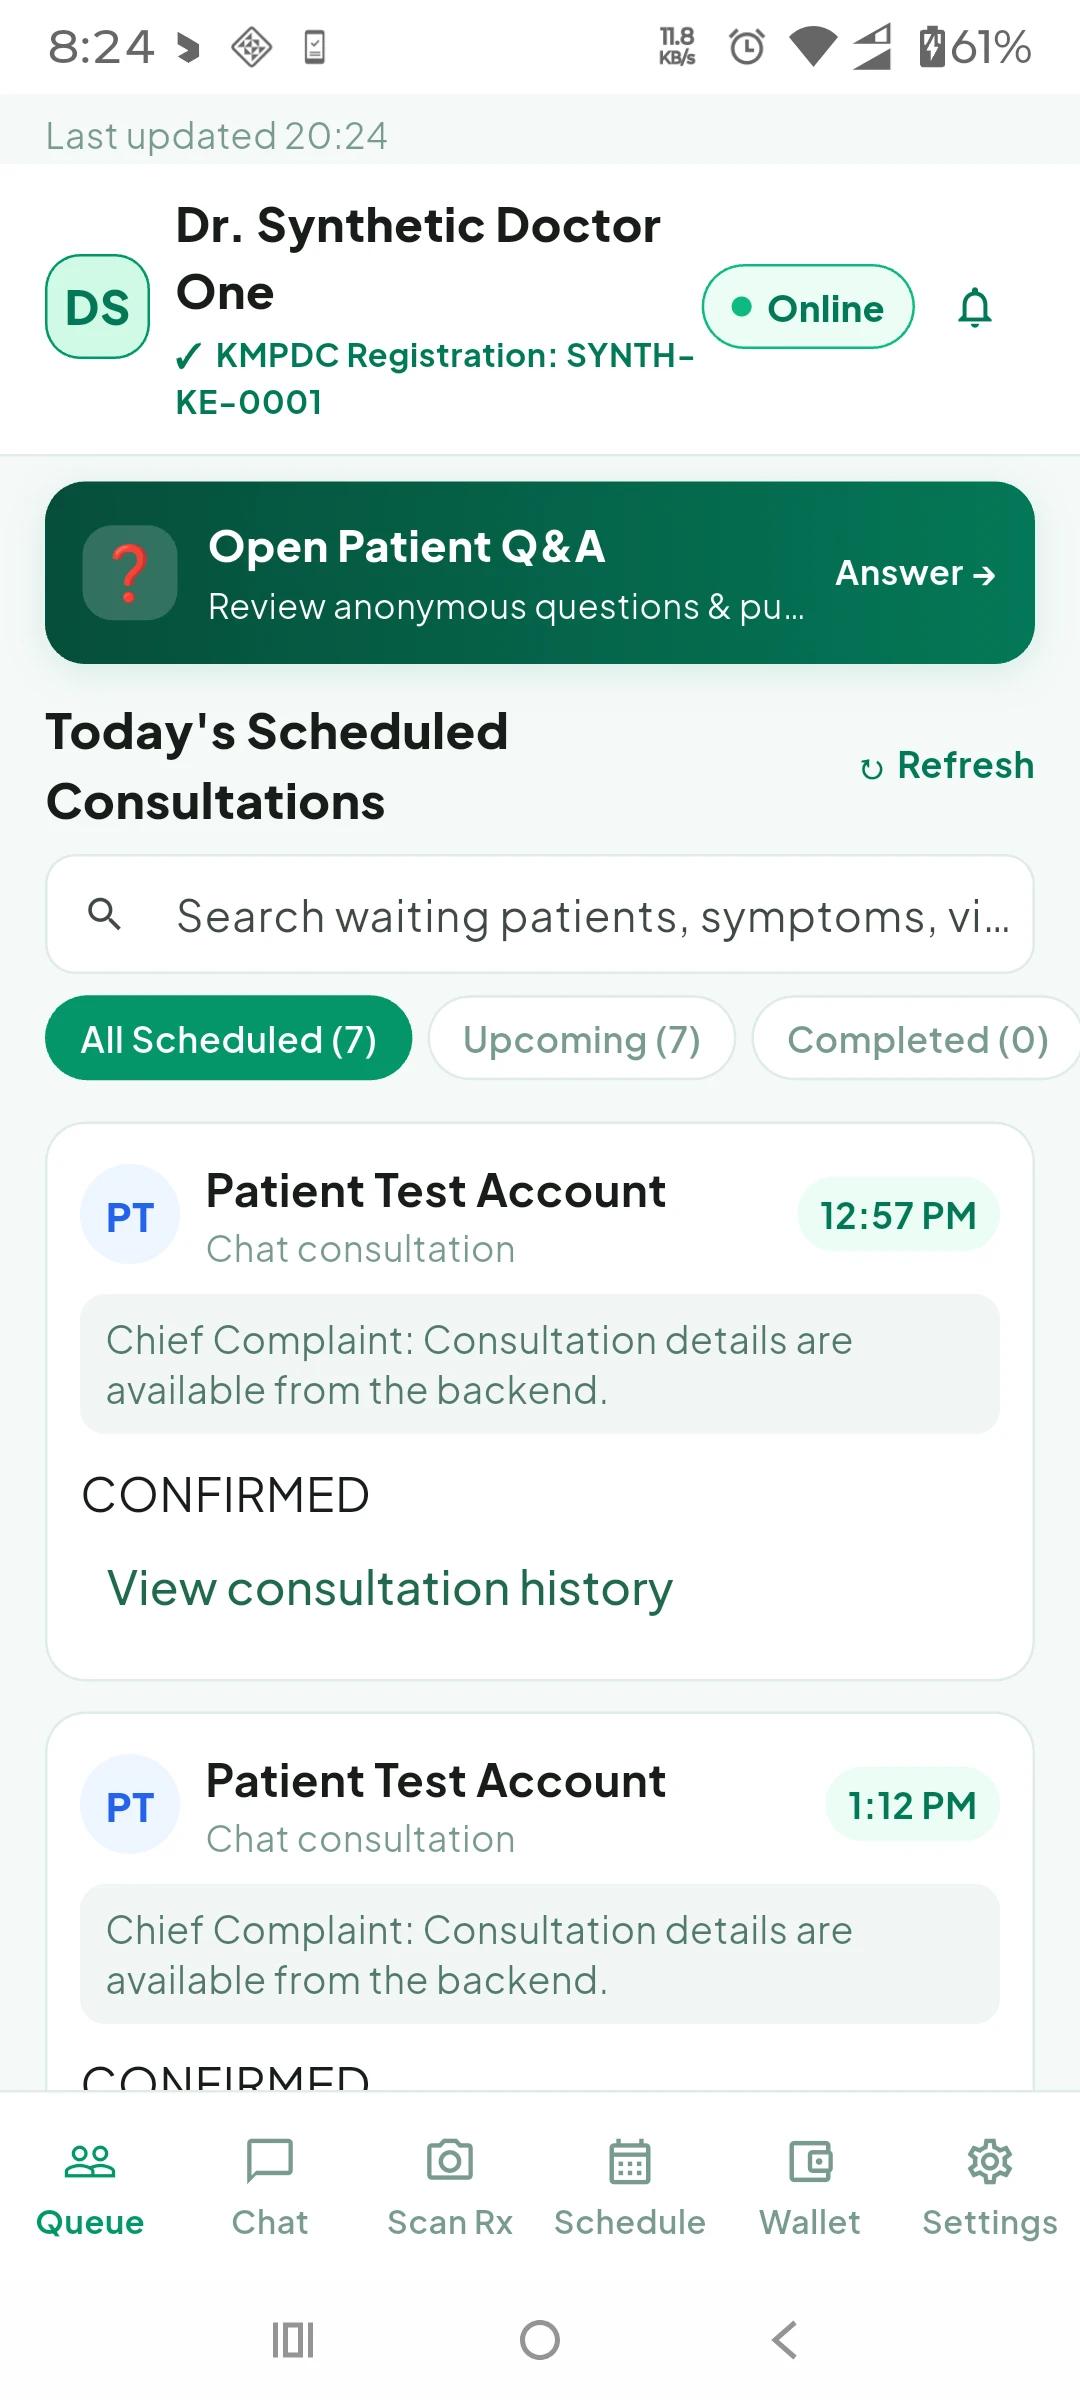 8:24
11.8
KB/s
61%
Last updated 20:24
DS
Dr. Synthetic Doctor
One
✓ KMPDC Registration: SYNTH-
KE-0001
Online
❓
Open Patient Q&A
Review anonymous questions & pu...
Answer →
Today's Scheduled
Consultations
↻ Refresh
Search waiting patients, symptoms, vi...
All Scheduled (7)
Upcoming (7)
Completed (0)
PT
Patient Test Account
Chat consultation
12:57 PM
Chief Complaint: Consultation details are
available from the backend.
CONFIRMED
View consultation history
PT
Patient Test Account
Chat consultation
1:12 PM
Chief Complaint: Consultation details are
available from the backend.
CONFIRMED
Queue
Chat
Scan Rx
Schedule
Wallet
Settings